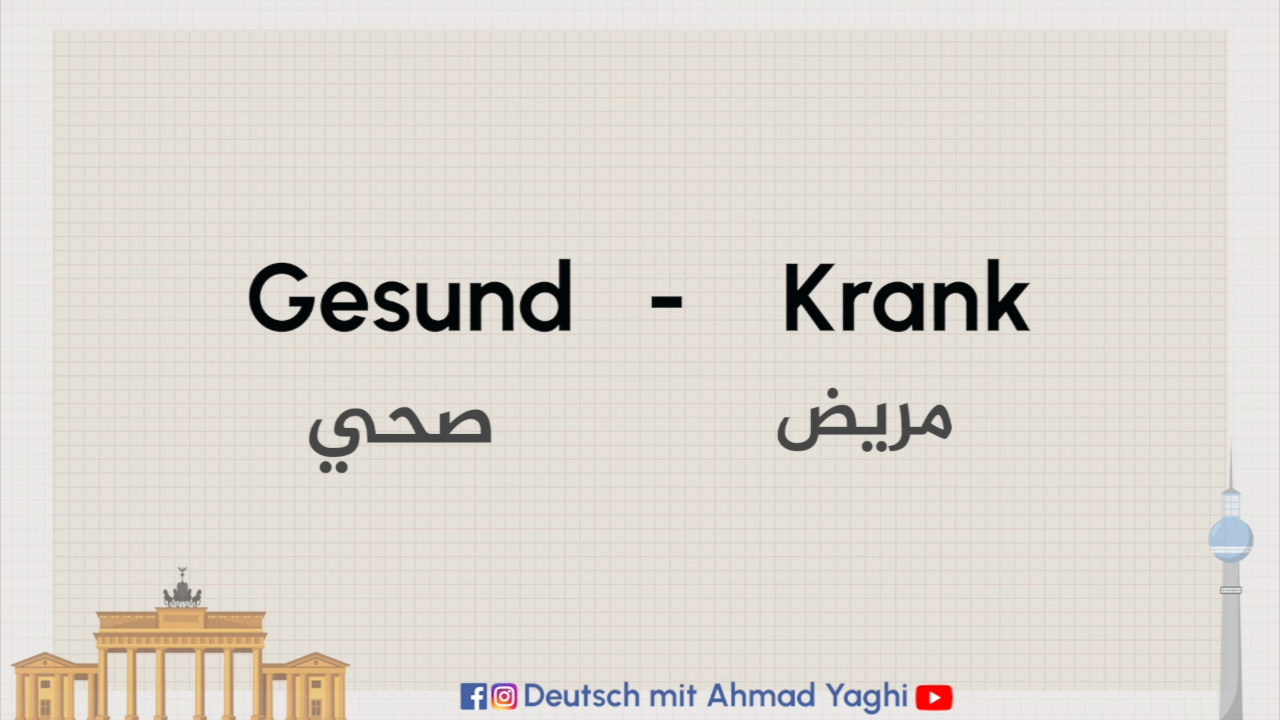 Gesund - Krank
صحي مريض
Deutsch mit Ahmad Yaghi